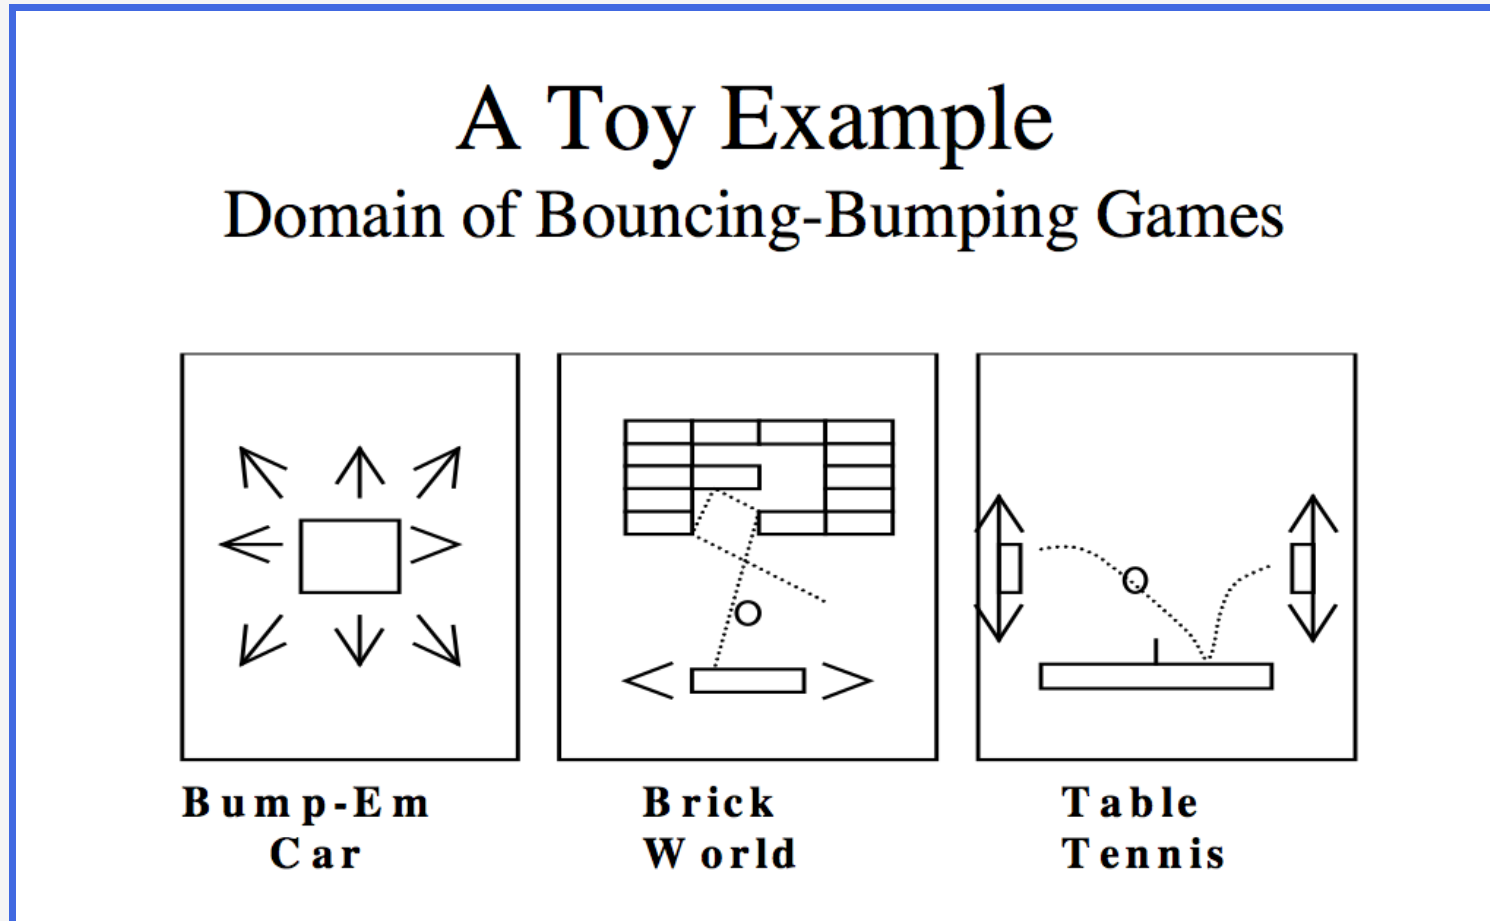 A Toy Example
Domain of Bouncing-Bumping Games
Bump-Em
Car
Brick
World
Table
Tennis